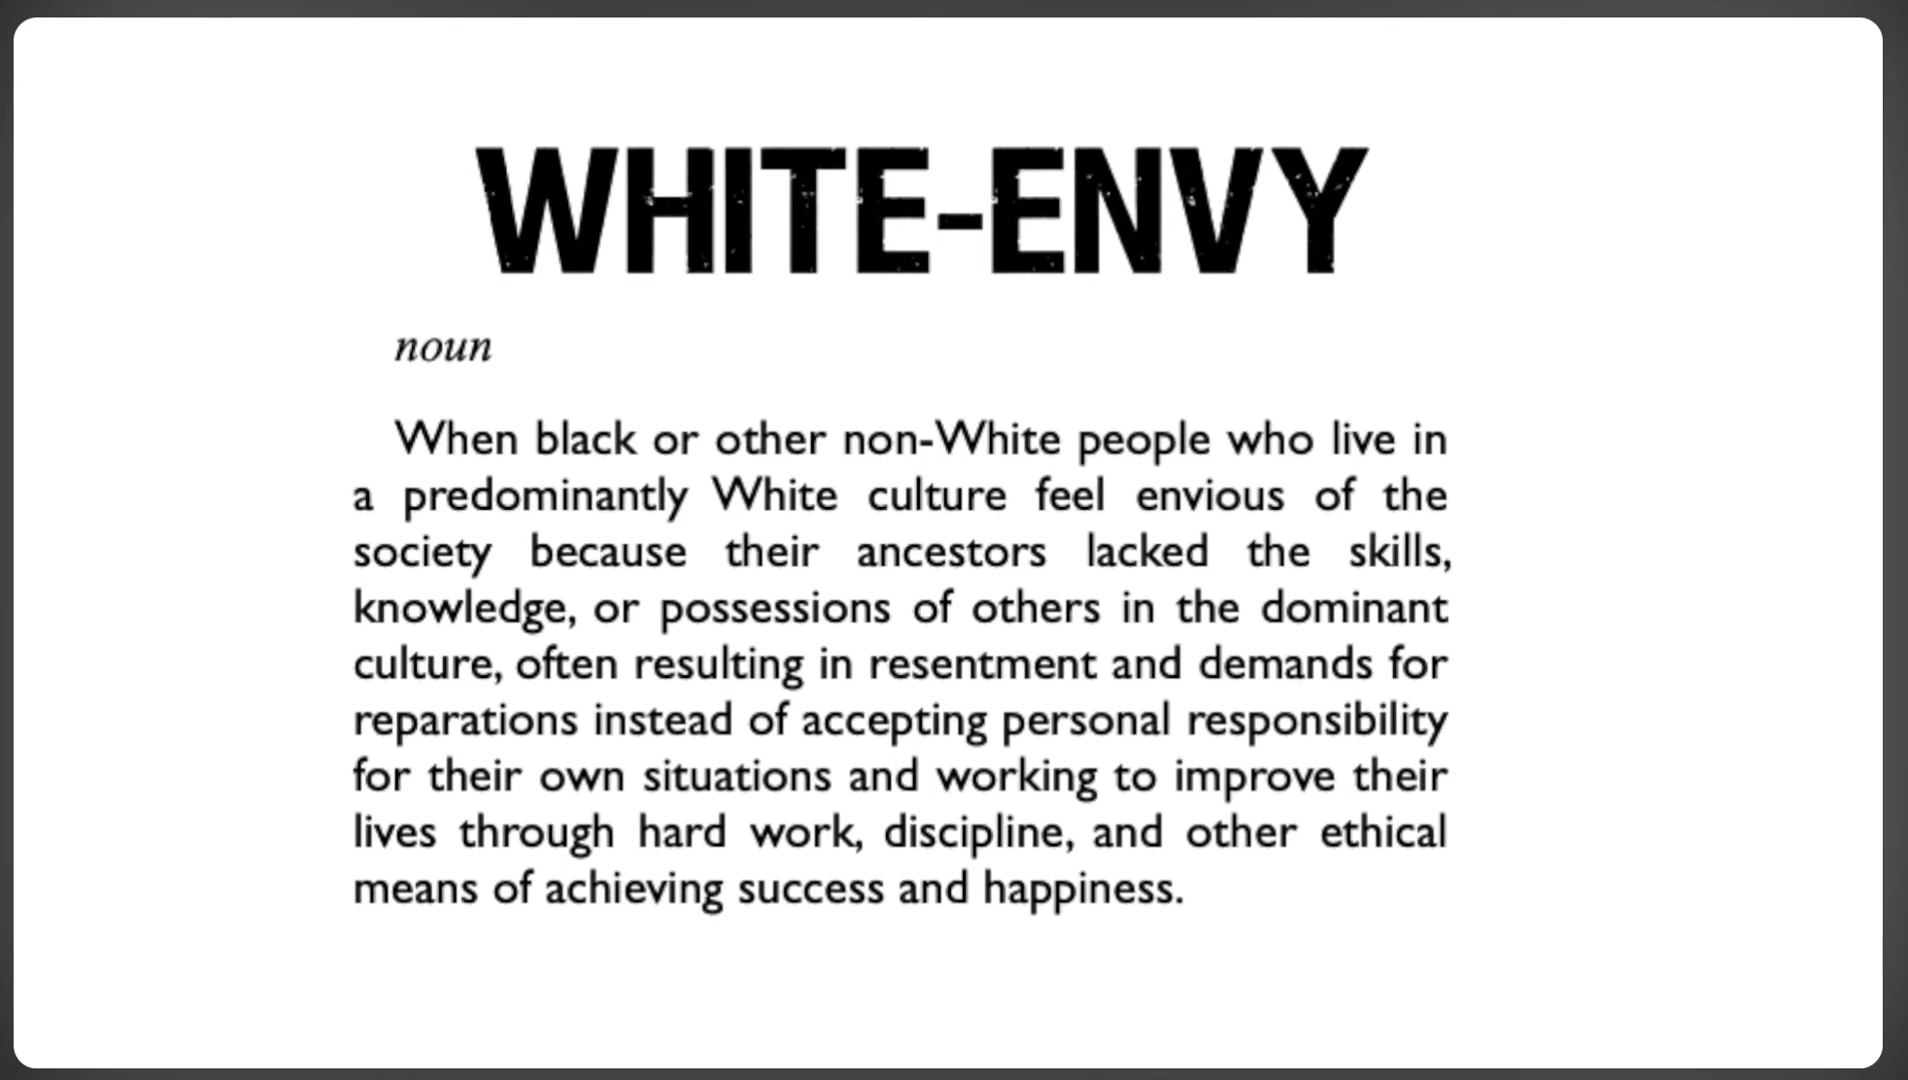 WHITE-ENVY
noun
When black or other non-White people who live in
a predominantly White culture feel envious of the
society because their ancestors lacked the skills,
knowledge, or possessions of others in the dominant
culture, often resulting in resentment and demands for
reparations instead of accepting personal responsibility
for their own situations and working to improve their
lives through hard work, discipline, and other ethical
means of achieving success and happiness.